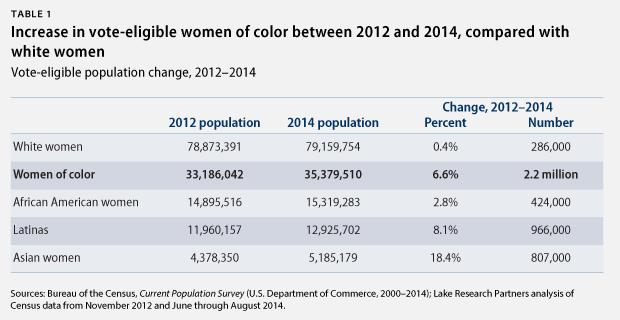 TABLE 1
Increase in vote-eligible women of color between 2012 and 2014, compared with
white women
Vote-eligible population change, 2012–2014
Change, 2012–2014
2012 population 2014 population Percent Number
White women 78,873,391 79,159,754 0.4% 286,000
Women of color 33,186,042 35,379,510 6.6% 2.2 million
African American women 14,895,516 15,319,283 2.8% 424,000
Latinas 11,960,157 12,925,702 8.1% 966,000
Asian women 4,378,350 5,185,179 18.4% 807,000
Sources: Bureau of the Census, Current Population Survey (U.S. Department of Commerce, 2000–2014); Lake Research Partners analysis of
Census data from November 2012 and June through August 2014.